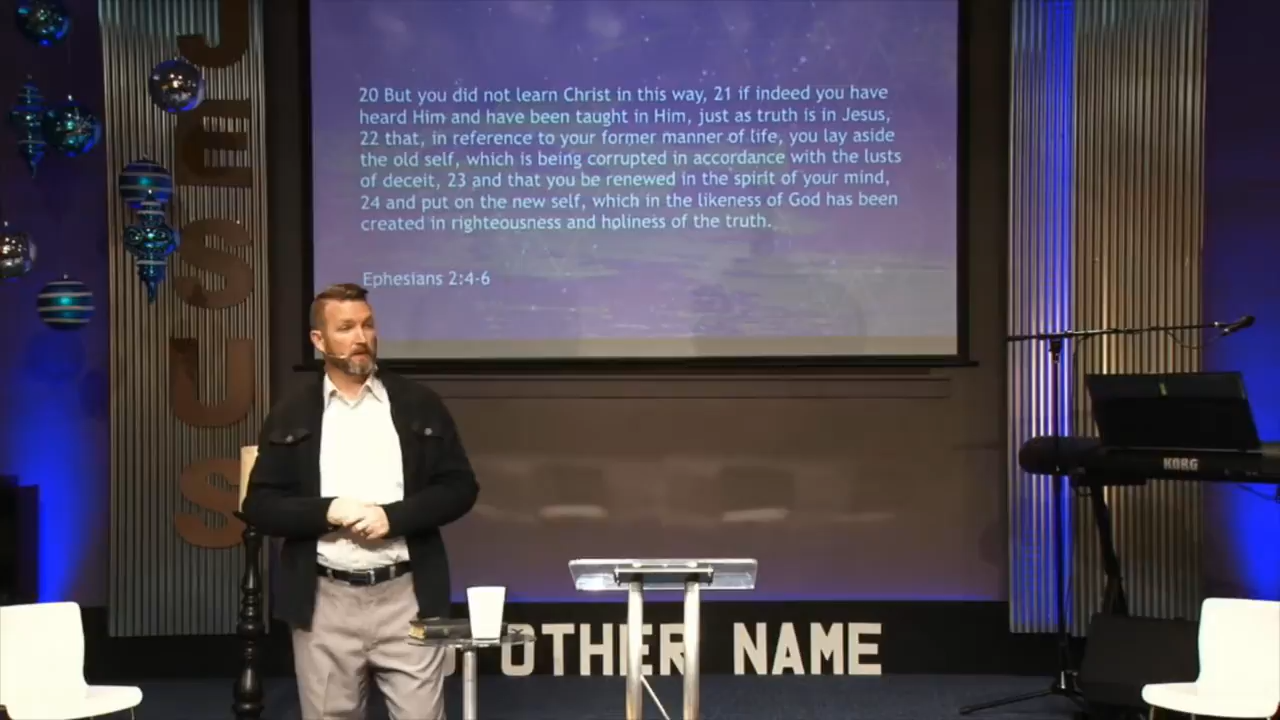 20 But you did not learn Christ in this way, 21 if indeed you have
heard Him and have been taught in Him, just as truth is in Jesus,
22 that, in reference to your former manner of life, you lay aside
the old self, which is being corrupted in accordance with the lusts
of deceit, 23 and that you be renewed in the spirit of your mind,
24 and put on the new self, which in the likeness of God has been
created in righteousness and holiness of the truth.
Ephesians 2:4-6
JESUS
KORG
OTHER NAME